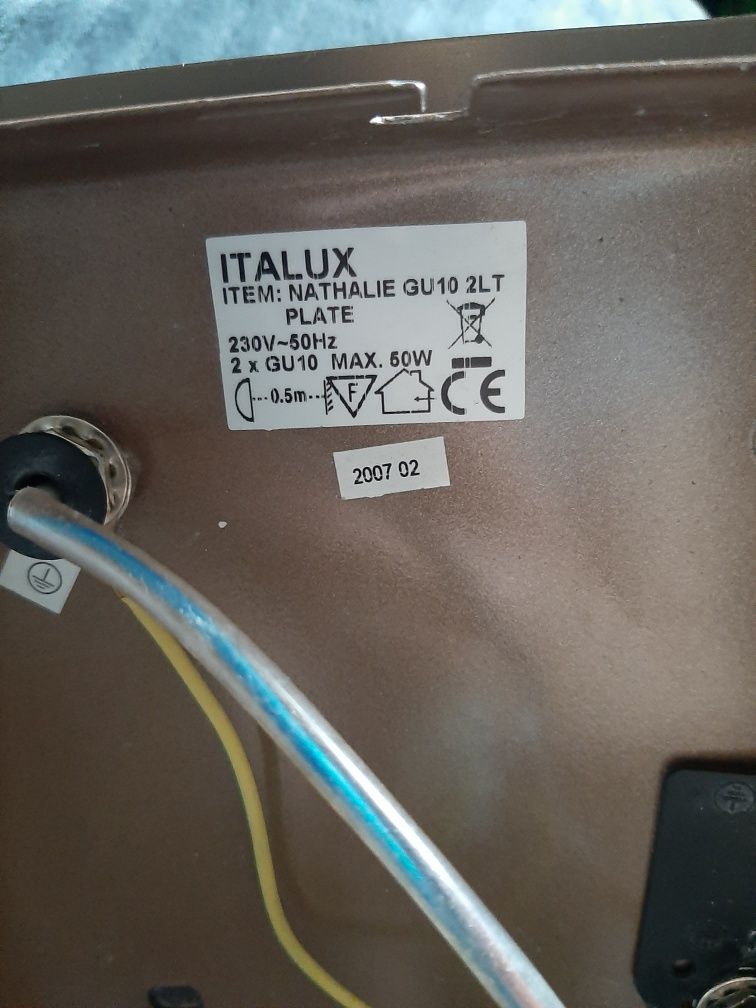 ITALUX
ITEM: NATHALIE GU10 2LT
PLATE
230V~50Hz
2 x GU10 MAX. 50W
0.5m
F
CE
2007 02